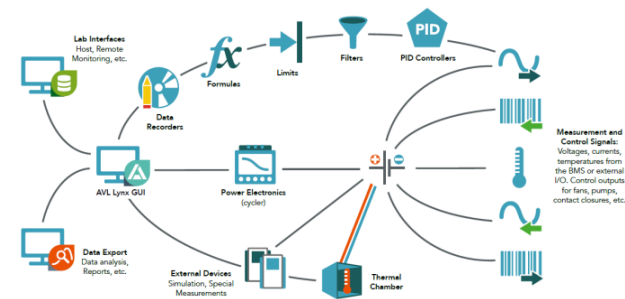 Lab Interfaces
Host, Remote
Monitoring, etc.
fx
Formulas
Limits
Filters
PID
PID Controllers
Data
Recorders
AVL Lynx GUI
Power Electronics
(cycler)
Measurement and
Control Signals:
Voltages, currents,
temperatures from
the BMS or external
I/O. Control outputs
for fans, pumps,
contact closures, etc.
Data Export
Data analysis,
Reports, etc.
External Devices
Simulation, Special
Measurements
Thermal
Chamber